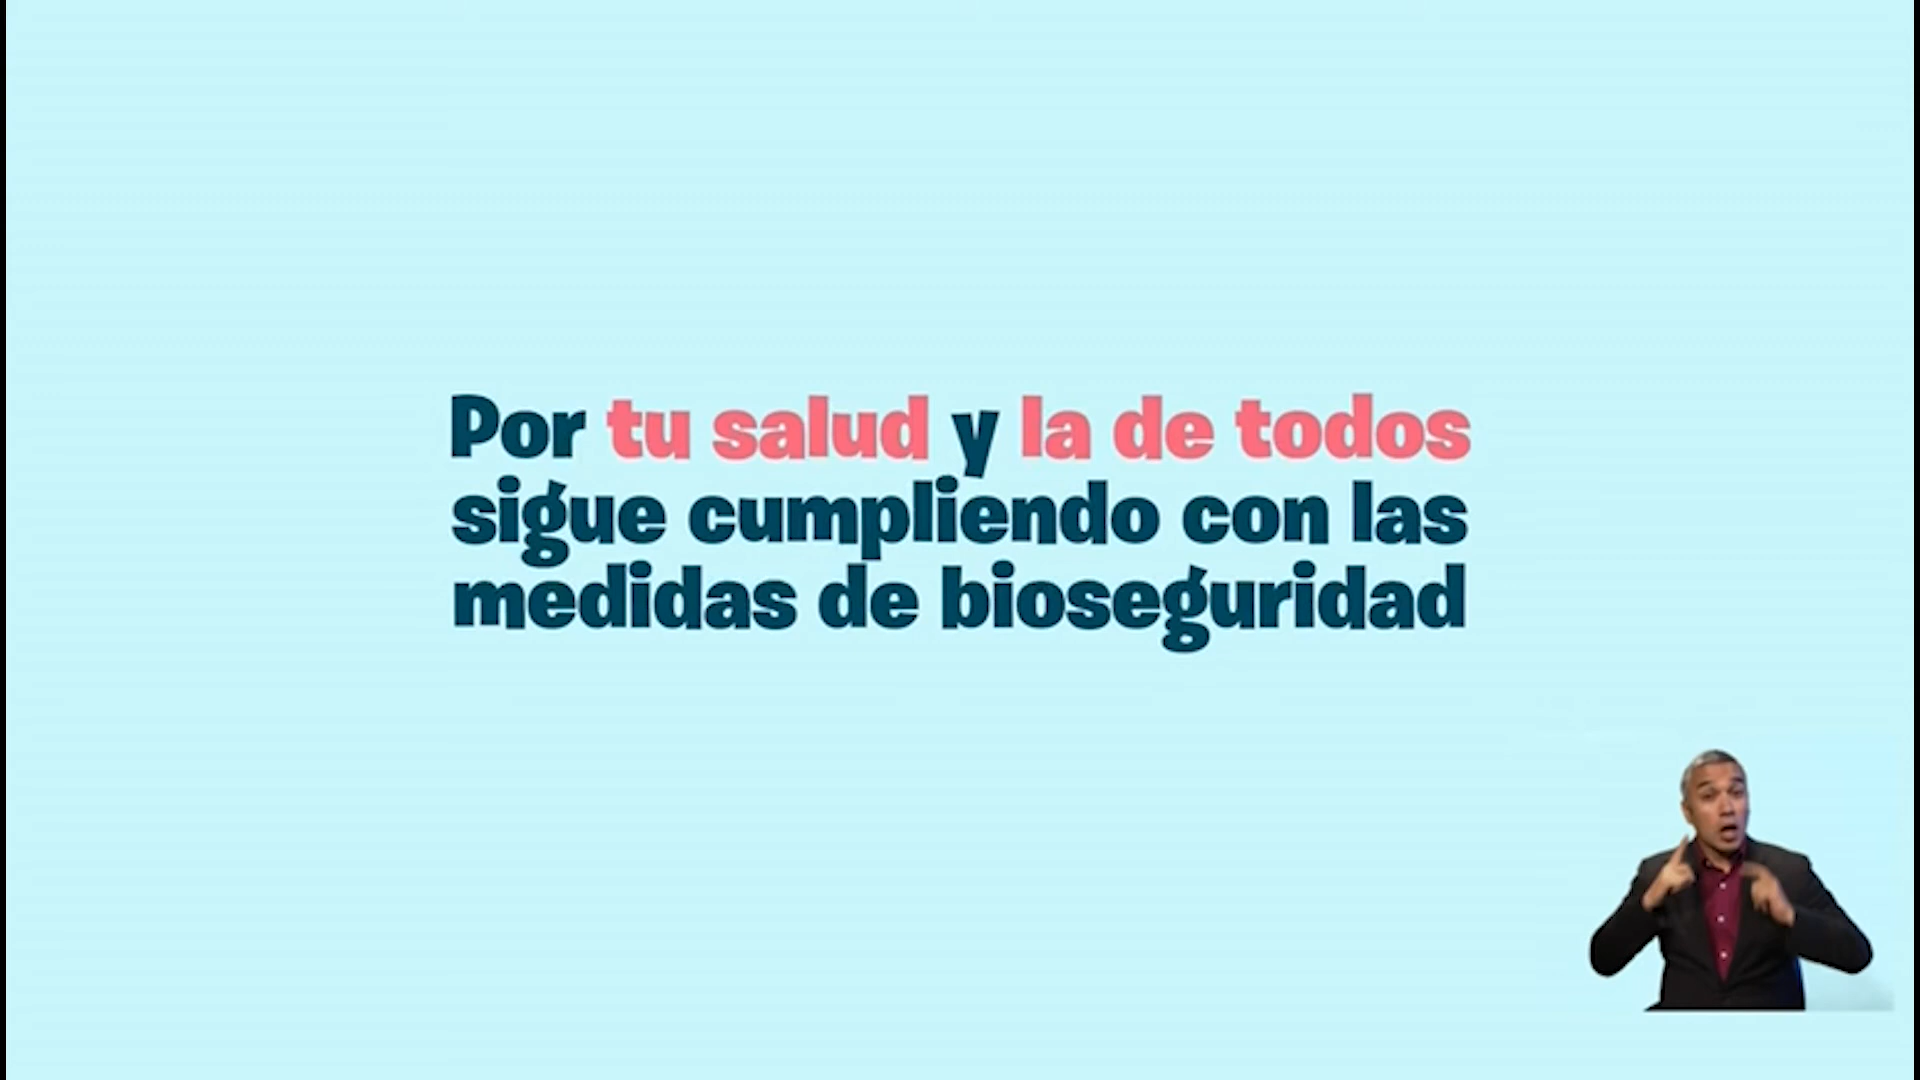 Por tu salud y la de todos
sigue cumpliendo con las
medidas de bioseguridad